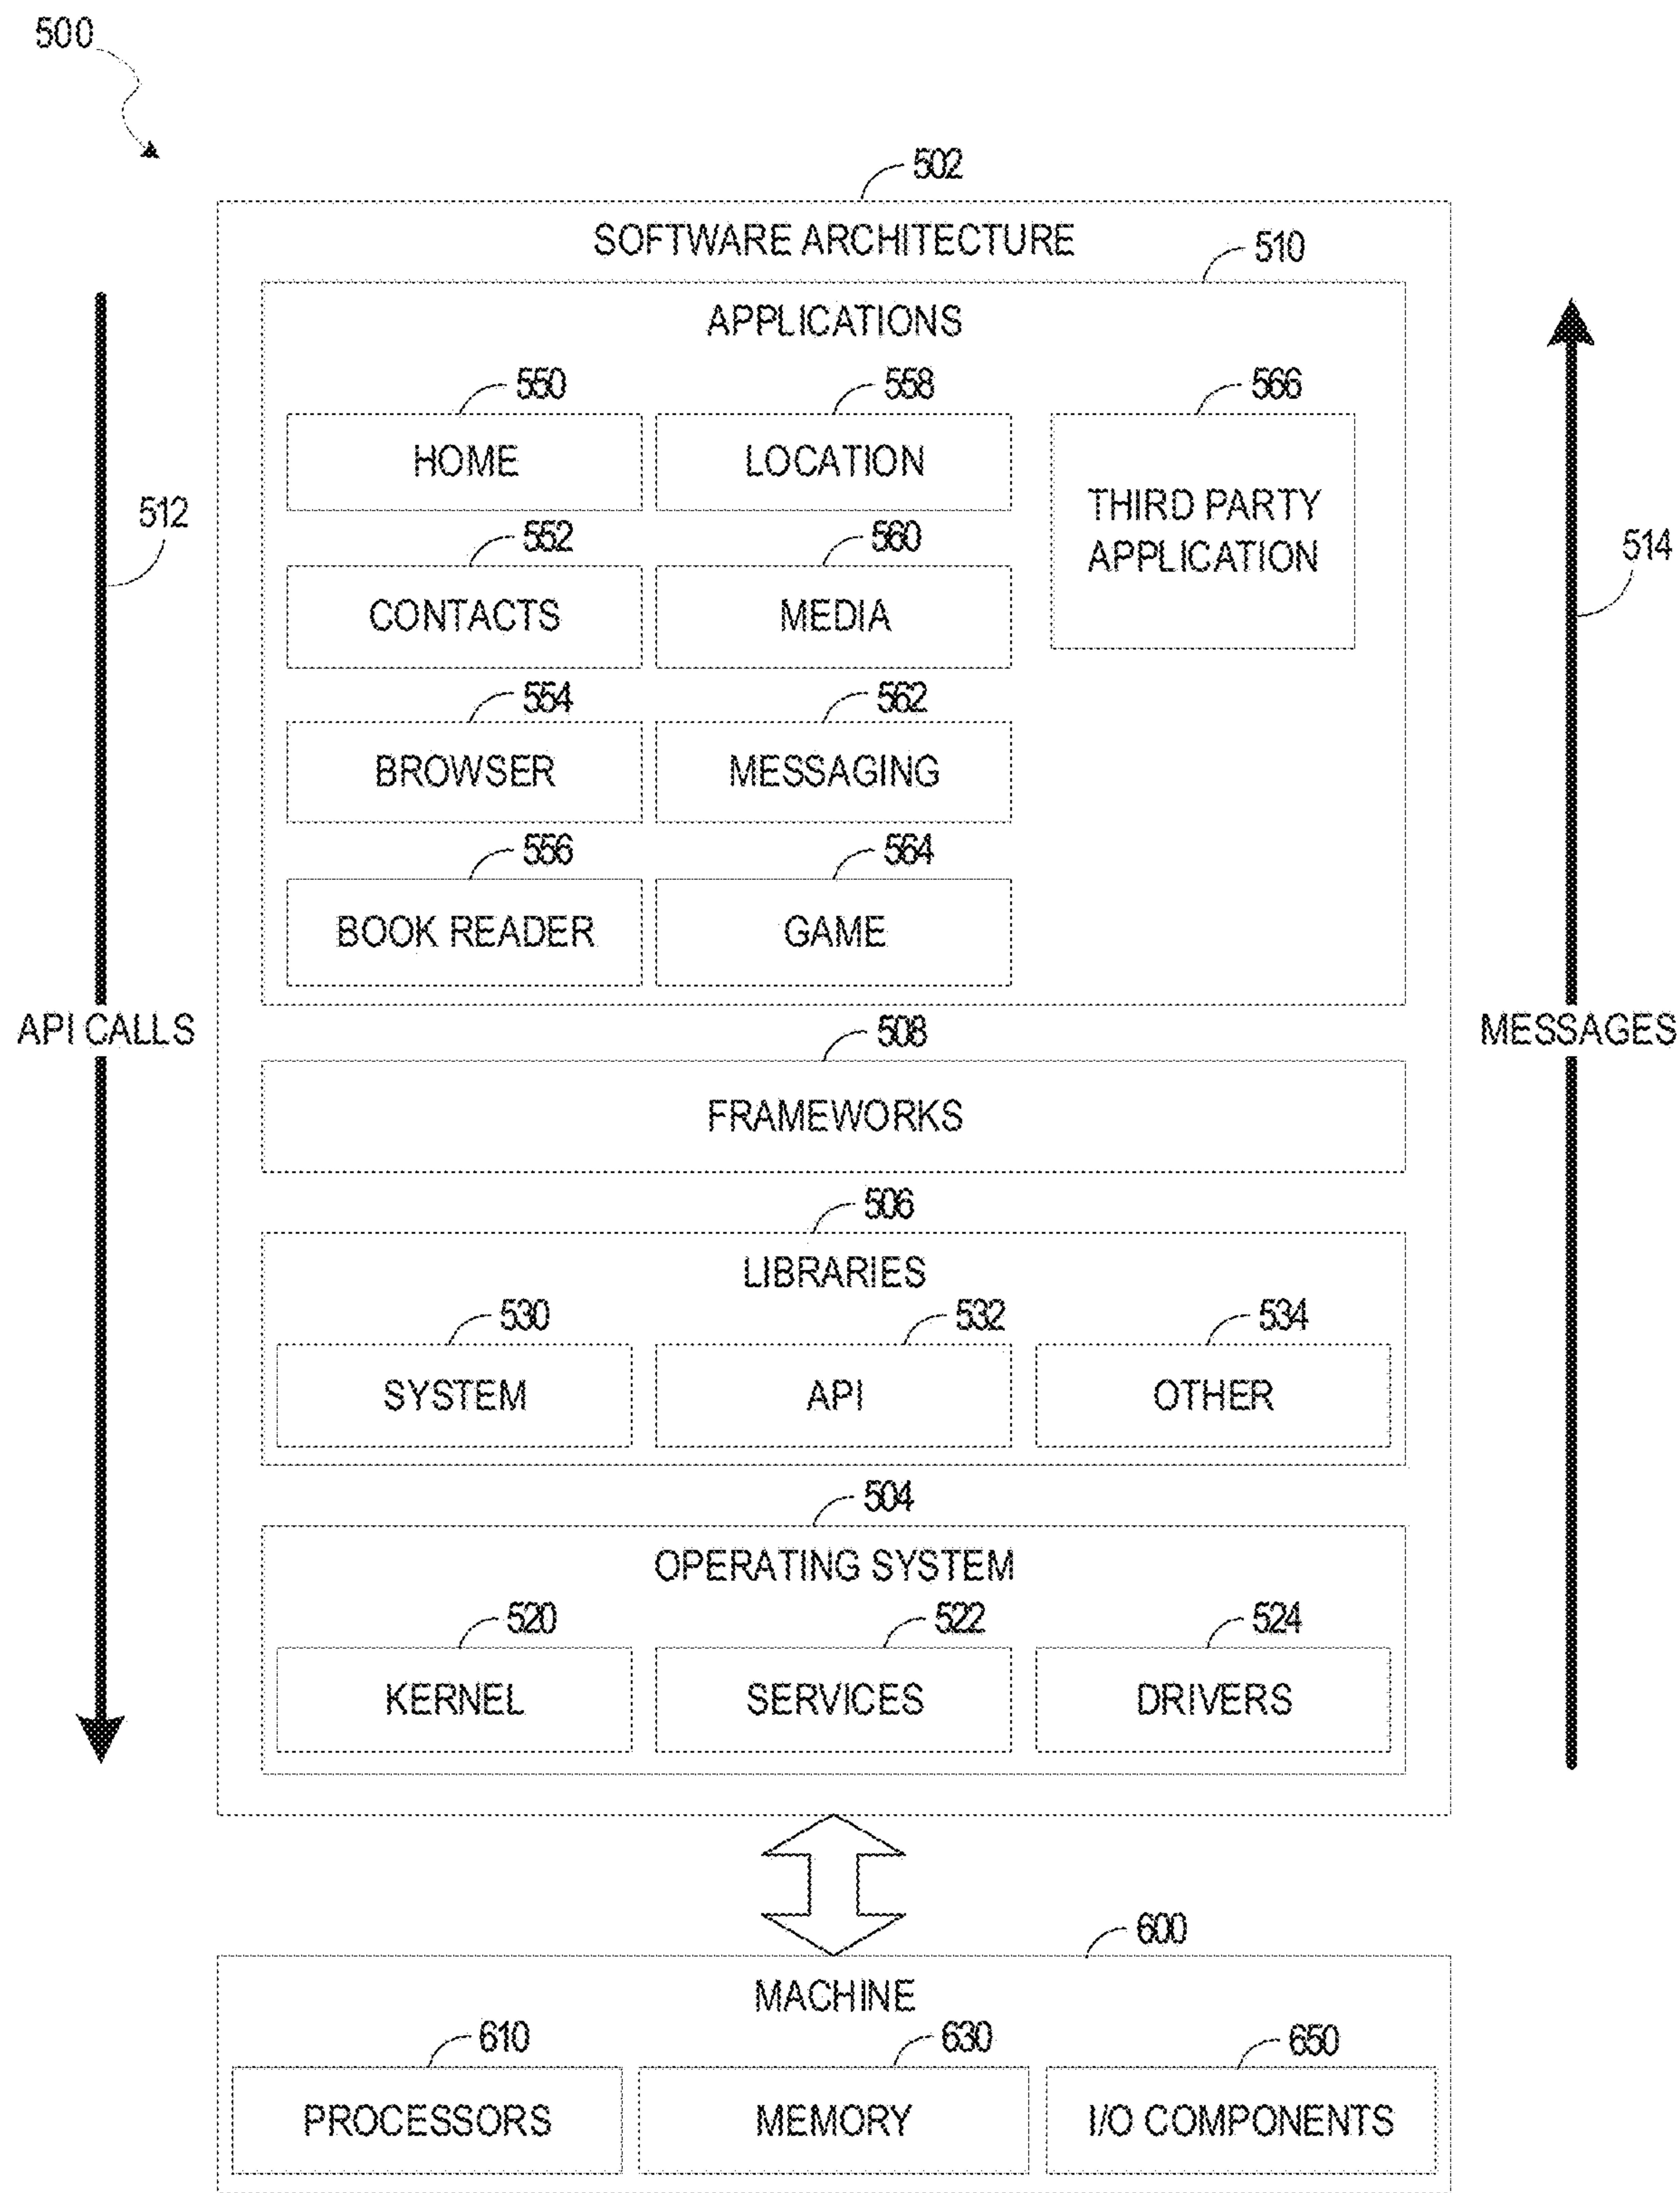 500
502
SOFTWARE ARCHITECTURE
510
APPLICATIONS
550
558
566
HOME
LOCATION
THIRD PARTY
APPLICATION
512
552
560
514
CONTACTS
MEDIA
554
562
BROWSER
MESSAGING
556
564
BOOK READER
GAME
API CALLS
MESSAGES
508
FRAMEWORKS
506
LIBRARIES
530
532
534
SYSTEM
API
OTHER
504
OPERATING SYSTEM
520
522
524
KERNEL
SERVICES
DRIVERS
600
MACHINE
610
630
650
PROCESSORS
MEMORY
I/O COMPONENTS